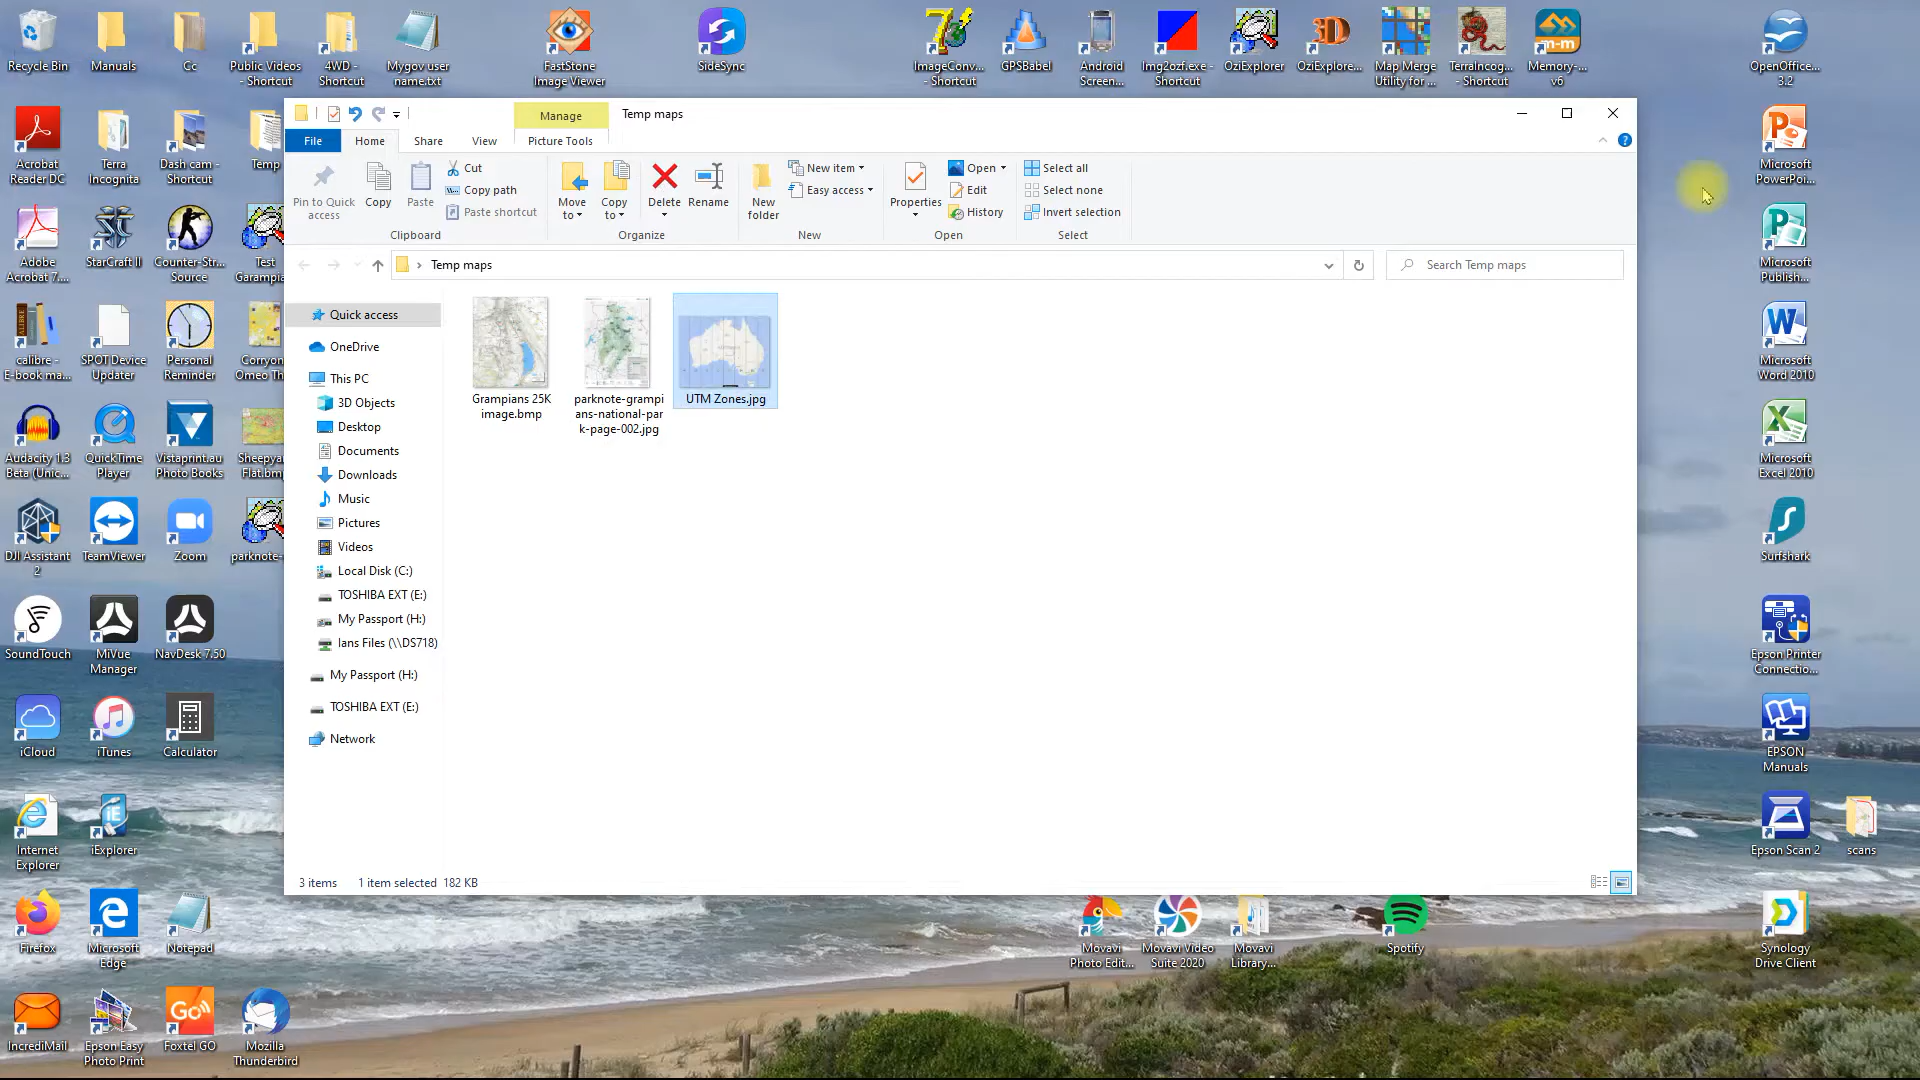 Recycle Bin
Manuals
Cc
Public Videos
- Shortcut
4WD -
Shortcut
Mygov user
name.txt
FastStone
Image Viewer
SideSync
ImageConv...
- Shortcut
GPSBabel
Android
Screen...
Img2ozf.exe -
Shortcut
OziExplorer
OziExplore...
Map Merge
Utility for ...
TerraIncog...
- Shortcut
Memory-...
v6
OpenOffice...
3.2
Manage
Temp maps
File
Home
Share
View
Picture Tools
Pin to Quick
access
Copy
Paste
Cut
Copy path
Paste shortcut
Clipboard
Move
to
Copy
to
Delete
Rename
Organize
New
folder
New item
Easy access
New
Properties
Open
Edit
History
Open
Select all
Select none
Invert selection
Select
Temp maps
Search Temp maps
Quick access
OneDrive
This PC
3D Objects
Desktop
Documents
Downloads
Music
Pictures
Videos
Local Disk (C:)
TOSHIBA EXT (E:)
My Passport (H:)
Ians Files (\\DS718)
My Passport (H:)
TOSHIBA EXT (E:)
Network
Grampians 25K
image.bmp
parknote-grampi
ans-national-par
k-page-002.jpg
UTM Zones.jpg
3 items
1 item selected 182 KB
Acrobat
Reader DC
Terra
Incognita
Dash cam -
Shortcut
Temp
Adobe
Acrobat 7....
StarCraft II
Counter-Str...
Source
Test
Garampia
calibre -
E-book ma...
SPOT Device
Updater
Personal
Reminder
Corryon
Omeo Th
Audacity 1.3
Beta (Unic...
QuickTime
Player
Vistaprint.au
Photo Books
Sheepya
Flat.bm
DJI Assistant
2
TeamViewer
Zoom
parknote-
SoundTouch
MiVue
Manager
NavDesk 7.50
iCloud
iTunes
Calculator
Internet
Explorer
iExplorer
Firefox
Microsoft
Edge
Notepad
IncrediMail
Epson Easy
Photo Print
Foxtel GO
Mozilla
Thunderbird
Microsoft
PowerPoi...
Microsoft
Publish...
Microsoft
Word 2010
Microsoft
Excel 2010
Surfshark
Epson Printer
Connectio...
EPSON
Manuals
Epson Scan 2
scans
Movavi
Photo Edit...
Movavi Video
Suite 2020
Movavi
Library...
Spotify
Synology
Drive Client